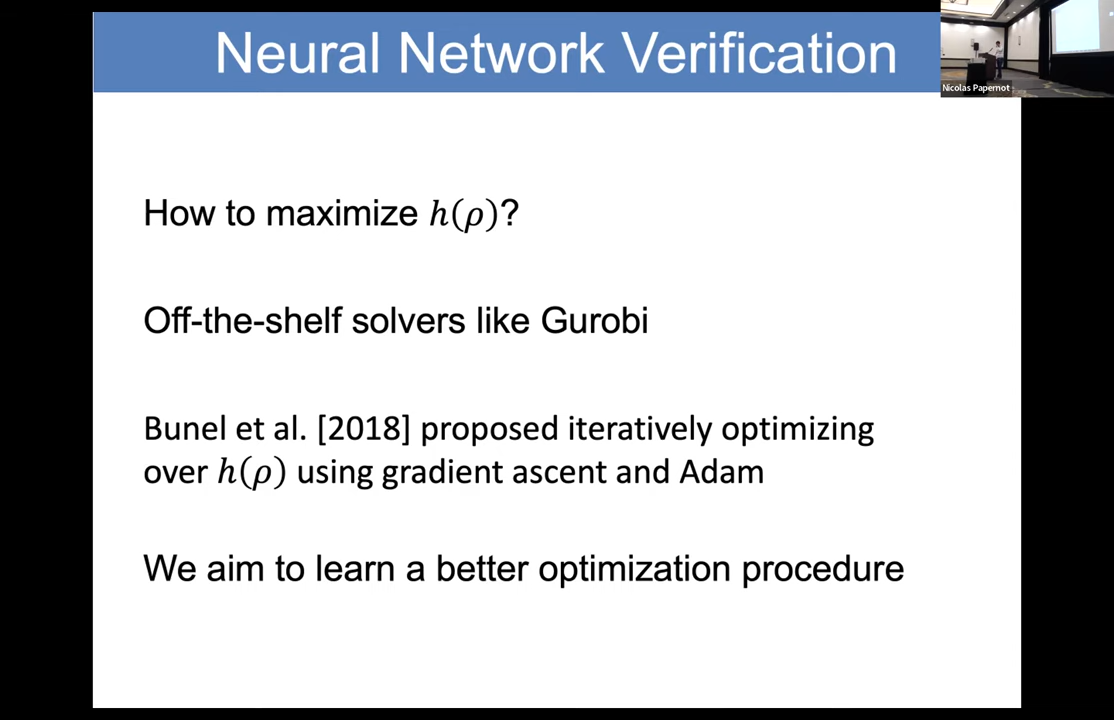 Neural Network Verification
Nicolas Papernot
How to maximize ℎ(𝜌)?
Off-the-shelf solvers like Gurobi
Bunel et al. [2018] proposed iteratively optimizing
over ℎ(𝜌) using gradient ascent and Adam
We aim to learn a better optimization procedure